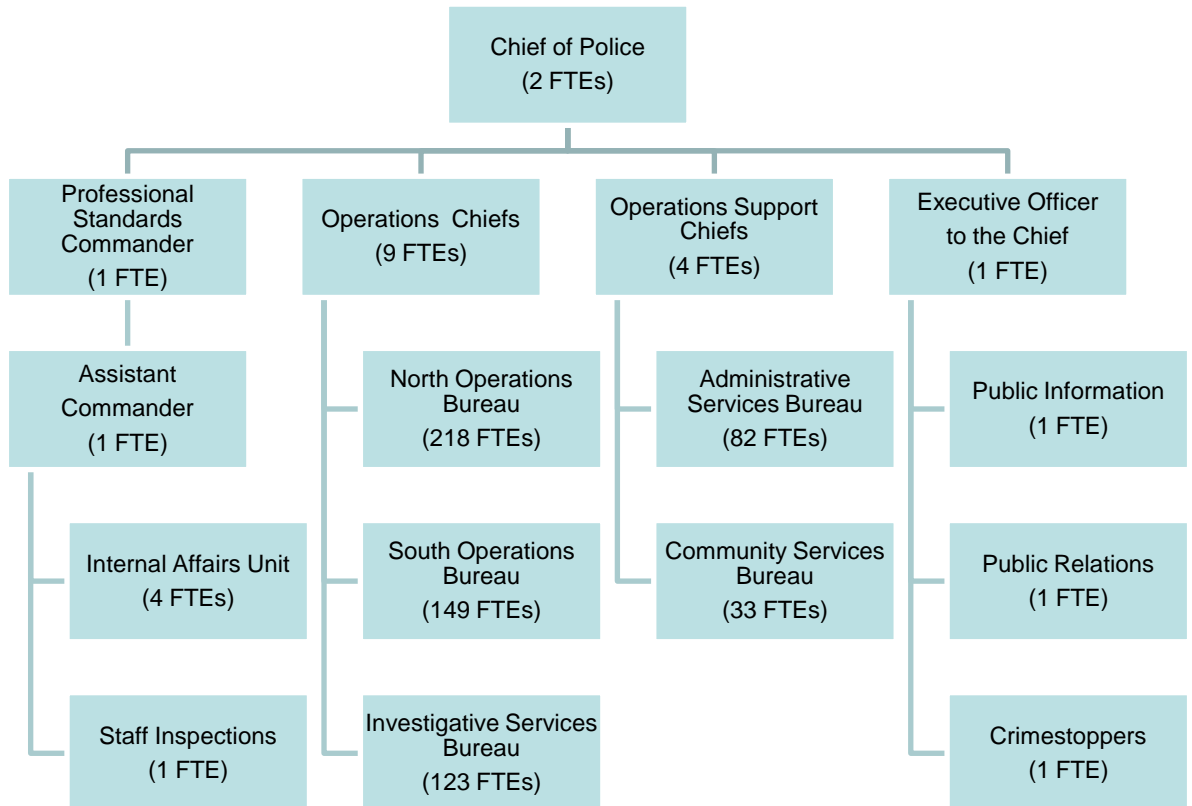 Chief of Police
(2 FTEs)
Professional
Standards
Commander
(1 FTE)
Operations Chiefs
(9 FTEs)
Operations Support
Chiefs
(4 FTEs)
Executive Officer
to the Chief
(1 FTE)
Assistant
Commander
(1 FTE)
North Operations
Bureau
(218 FTEs)
Administrative
Services Bureau
(82 FTEs)
Public Information
(1 FTE)
Internal Affairs Unit
(4 FTEs)
South Operations
Bureau
(149 FTEs)
Community Services
Bureau
(33 FTEs)
Public Relations
(1 FTE)
Staff Inspections
(1 FTE)
Investigative Services
Bureau
(123 FTEs)
Crimestoppers
(1 FTE)